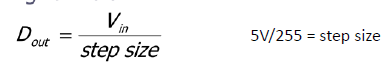 D_out = V_in / step size
5V/255 = step size